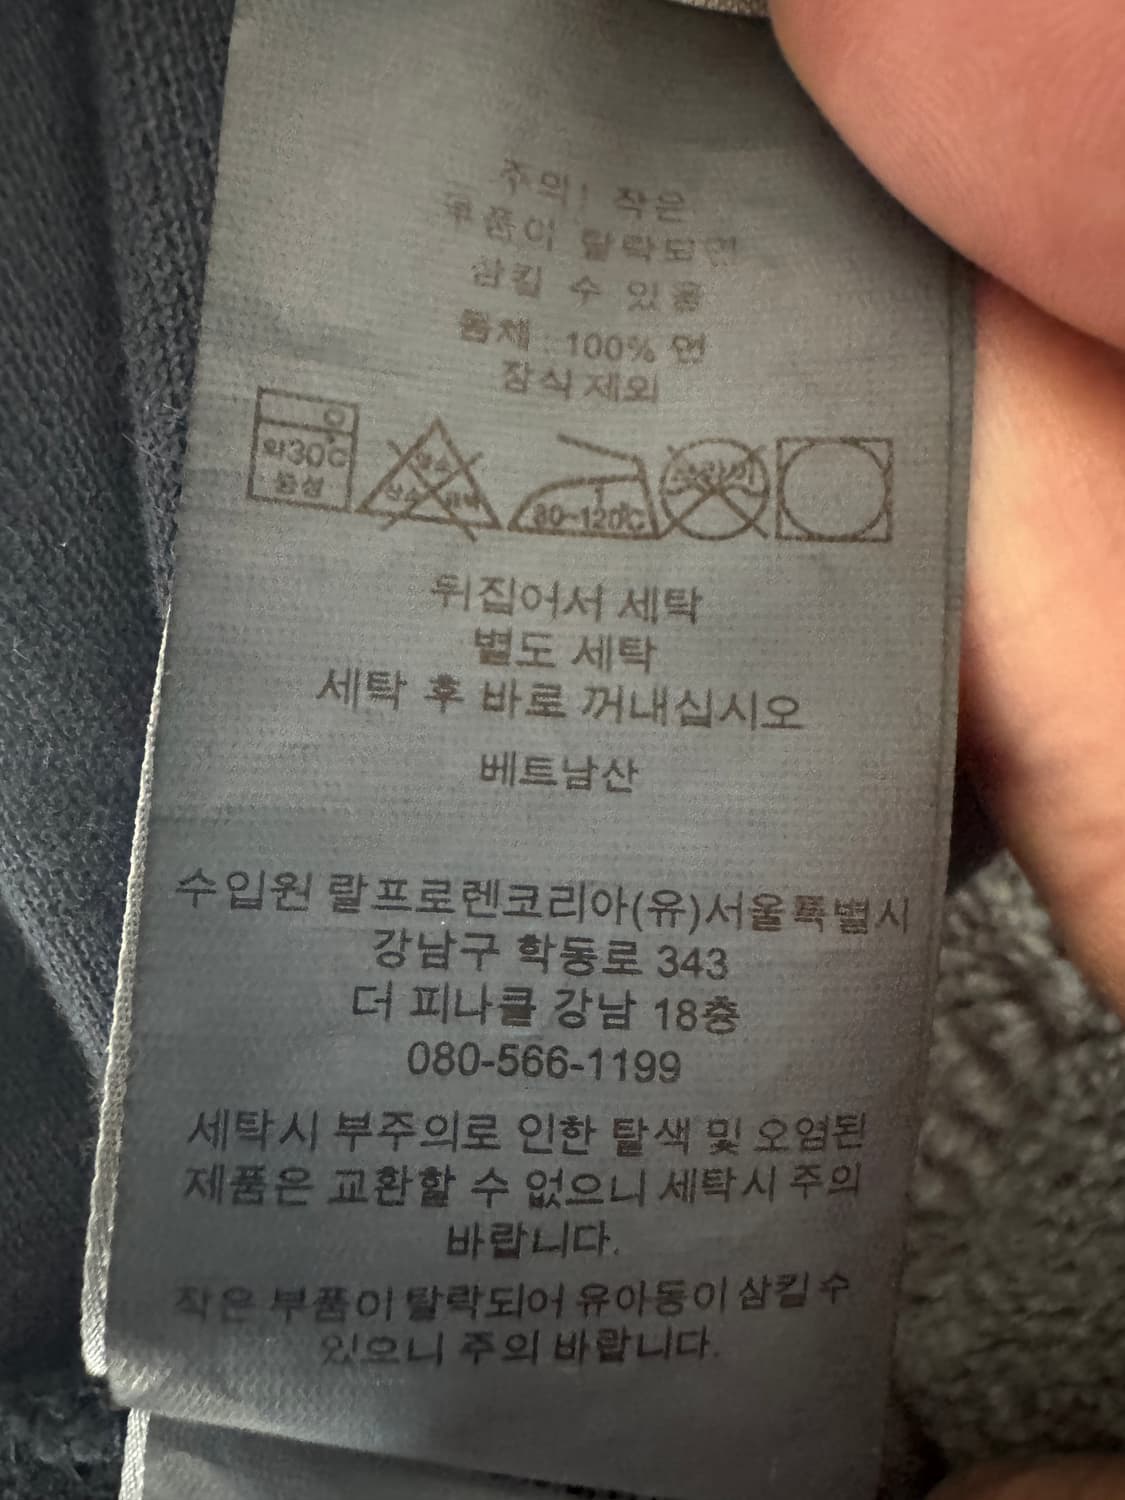 주의! 작은
부품이 탈락되면
삼킬 수 있음
몸체 : 100% 면
장식 제외
약30℃
중성
80~120℃
드라이
뒤집어서 세탁
별도 세탁
세탁 후 바로 꺼내십시오
베트남산
수입원 랄프로렌코리아(유)서울특별시
강남구 학동로 343
더 피나클 강남 18층
080-566-1199
세탁시 부주의로 인한 탈색 및 오염된
제품은 교환할 수 없으니 세탁시 주의
바랍니다.
작은 부품이 탈락되어 유아동이 삼킬 수
있으니 주의 바랍니다.